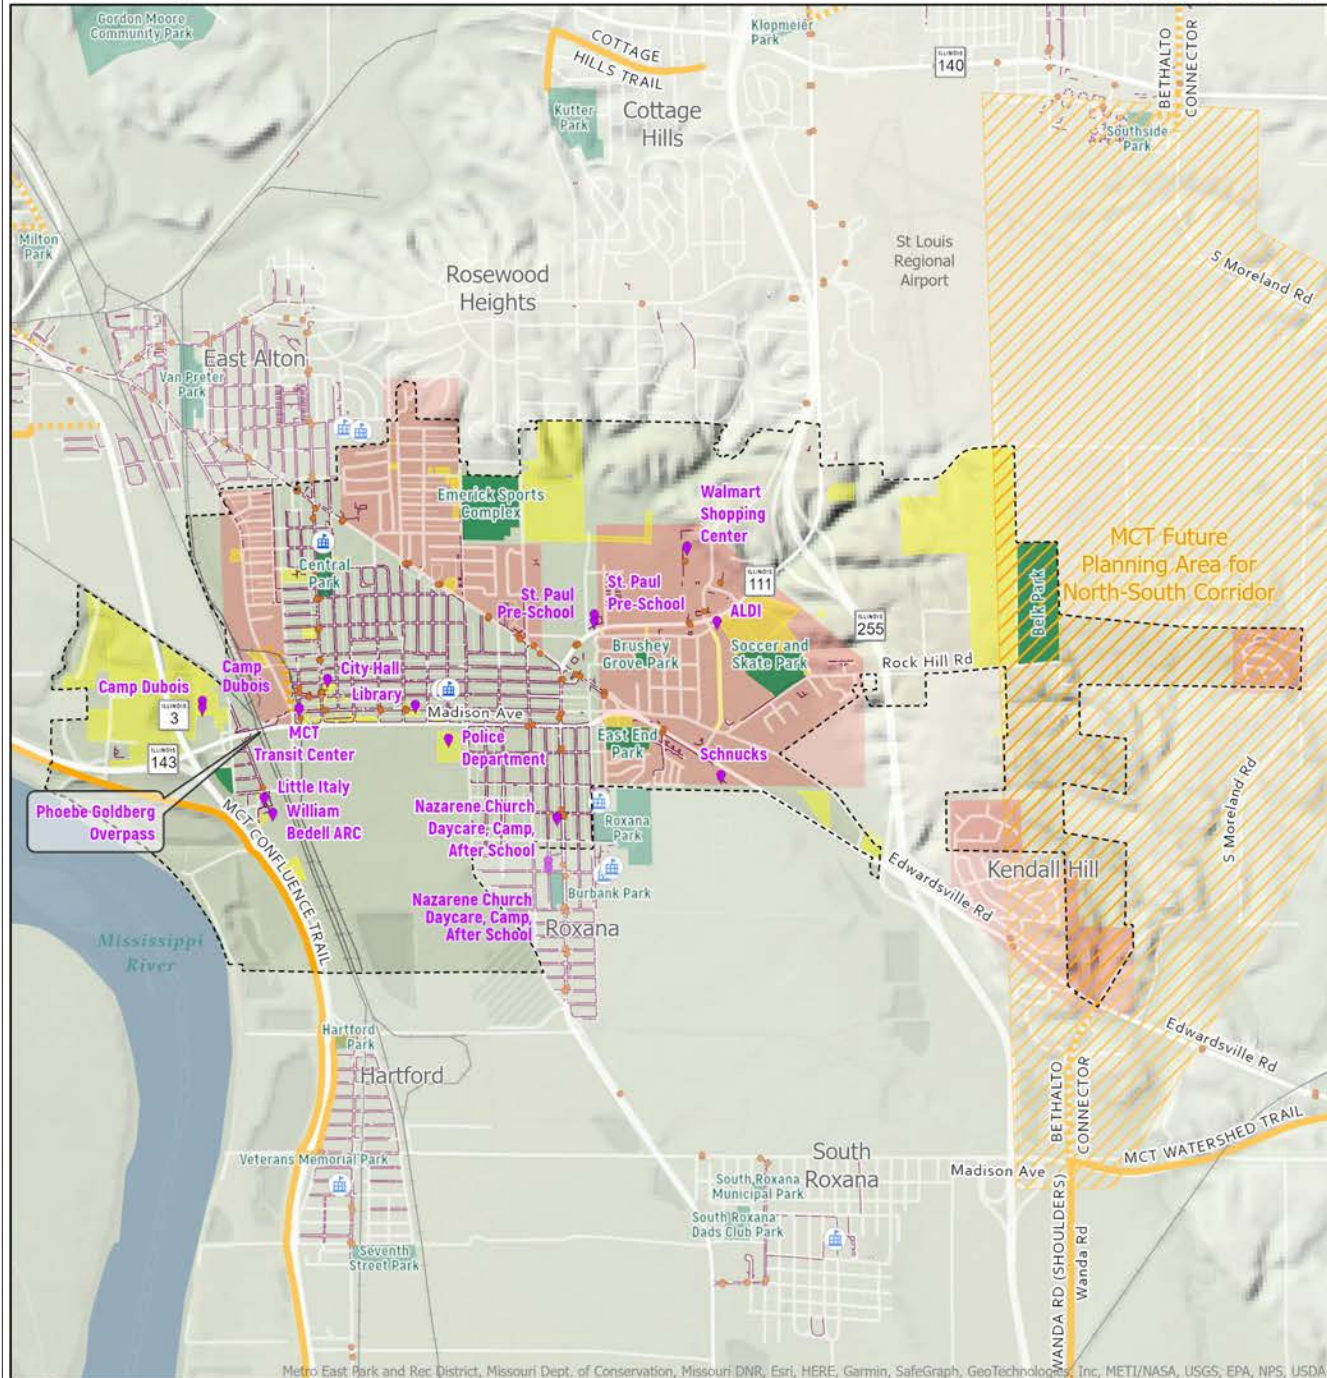 Gordon Moore
Community Park
Klopmeier
Park
COTTAGE
HILLS TRAIL
ILLINOIS
140
BETHALTO
CONNECTOR
Kutter
Park
Cottage
Hills
Southside
Park
Milton
Park
St Louis
Regional
Airport
S Moreland Rd
Rosewood
Heights
East Alton
Van Preter
Park
Emerick Sports
Complex
Walmart
Shopping
Center
MCT Future
Planning Area for
North-South Corridor
Central
Park
St. Paul
Pre-School
St. Paul
Pre-School
ILLINOIS
111
ALDI
Belk Park
ILLINOIS
255
Brushey
Grove Park
Soccer and
Skate Park
Rock Hill Rd
Camp Dubois
Camp
Dubois
City Hall
Library
Madison Ave
ILLINOIS
3
MCT
Transit Center
Police
Department
East End
Park
Schnucks
ILLINOIS
143
Phoebe Goldberg
Overpass
Little Italy
William
Bedell ARC
Nazarene Church
Daycare, Camp,
After School
Roxana
Park
S Moreland Rd
MCT CONFLUENCE TRAIL
Kendall Hill
Edwardsville Rd
Burbank Park
Nazarene Church
Daycare, Camp,
After School
Roxana
Mississippi
River
Hartford
Park
Hartford
Edwardsville Rd
BETHALTO
CONNECTOR
MCT WATERSHED TRAIL
Veterans Memorial Park
South
Roxana
Madison Ave
South Roxana
Municipal Park
South Roxana
Dads Club Park
Seventh
Street Park
WANDA RD (SHOULDERS)
Wanda Rd
Metro East Park and Rec District, Missouri Dept. of Conservation, Missouri DNR, Esri, HERE, Garmin, SafeGraph, GeoTechnologies, Inc, METI/NASA, USGS, EPA, NPS, USDA